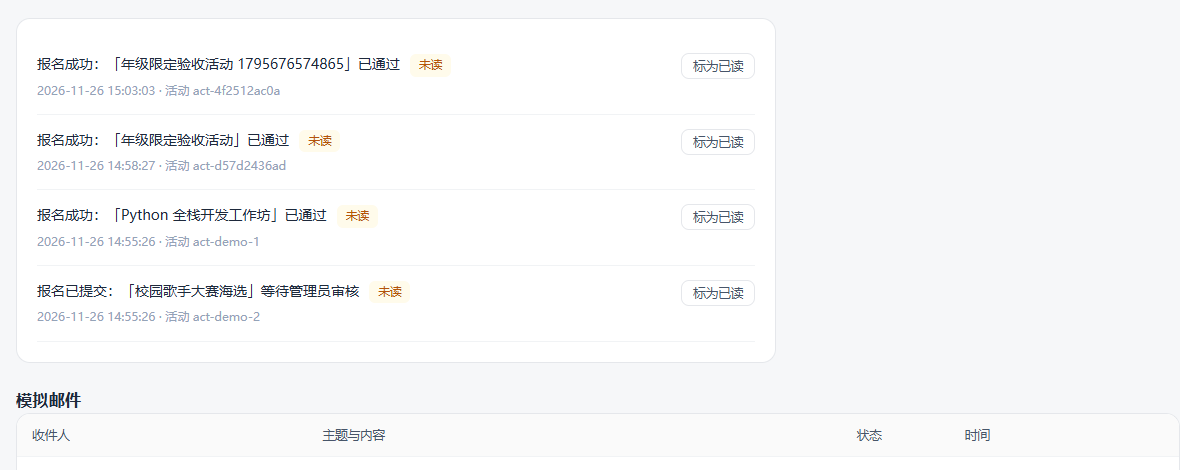 报名成功：「年级限定验收活动 1795676574865」已通过 未读 标为已读
2026-11-26 15:03:03 · 活动 act-4f2512ac0a
报名成功：「年级限定验收活动」已通过 未读 标为已读
2026-11-26 14:58:27 · 活动 act-d57d2436ad
报名成功：「Python 全栈开发工作坊」已通过 未读 标为已读
2026-11-26 14:55:26 · 活动 act-demo-1
报名已提交：「校园歌手大赛海选」等待管理员审核 未读 标为已读
2026-11-26 14:55:26 · 活动 act-demo-2
模拟邮件
收件人 主题与内容 状态 时间